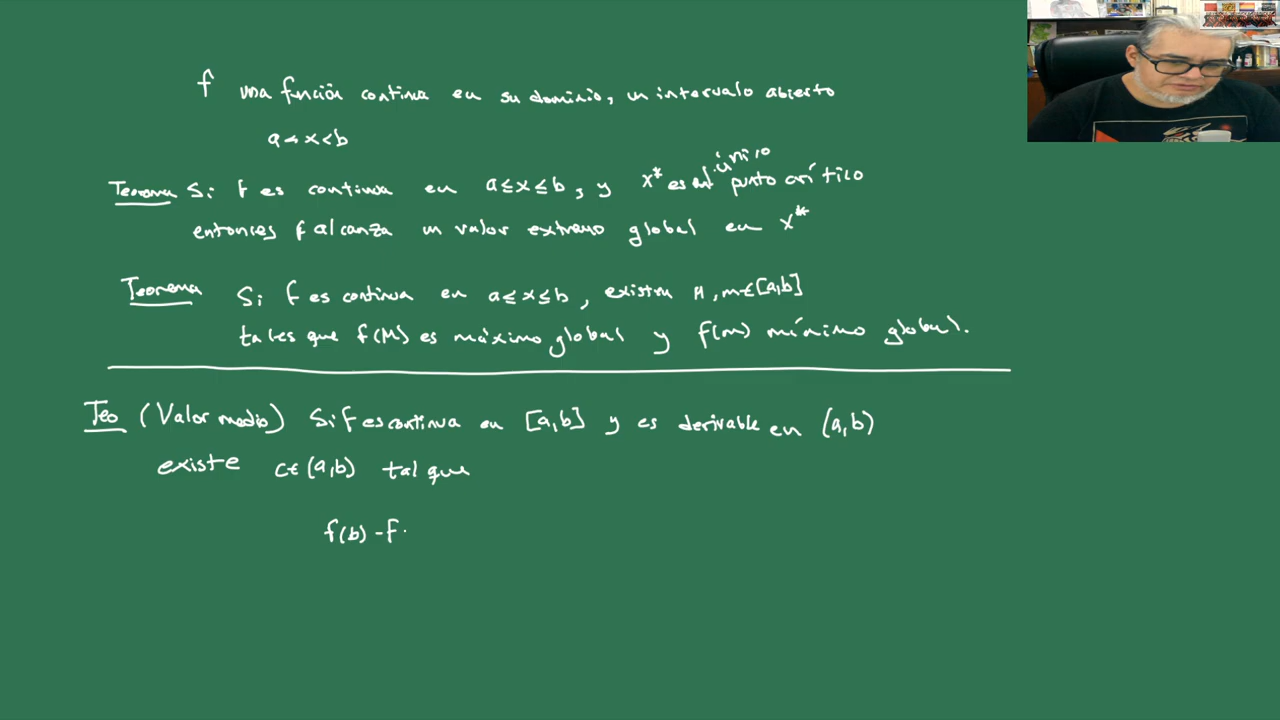 f una función continua en su dominio, un intervalo abierto
a < x < b
Teorema Si f es continua en a ≤ x ≤ b, y x* es el único punto crítico
entonces f alcanza un valor extremo global en x*
Teorema Si f es continua en a ≤ x ≤ b, existen M, m ∈ [a,b]
tales que f(M) es máximo global y f(m) mínimo global.
Teo (Valor medio) Si f es continua en [a,b] y es derivable en (a,b)
existe c ∈ (a,b) tal que
f(b) - f